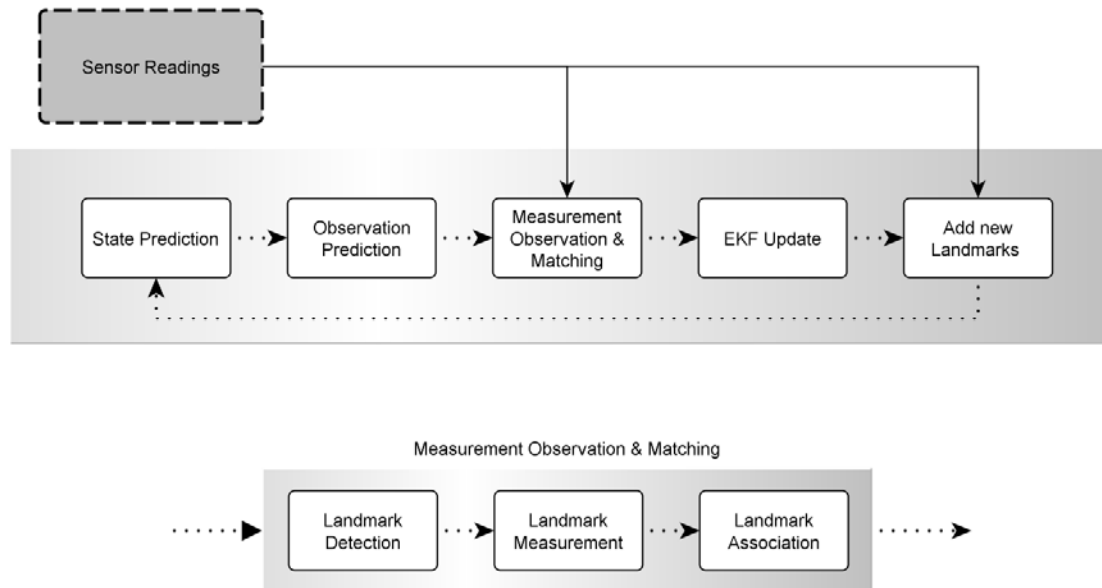 Sensor Readings
State Prediction
Observation
Prediction
Measurement
Observation &
Matching
EKF Update
Add new
Landmarks
Measurement Observation & Matching
Landmark
Detection
Landmark
Measurement
Landmark
Association